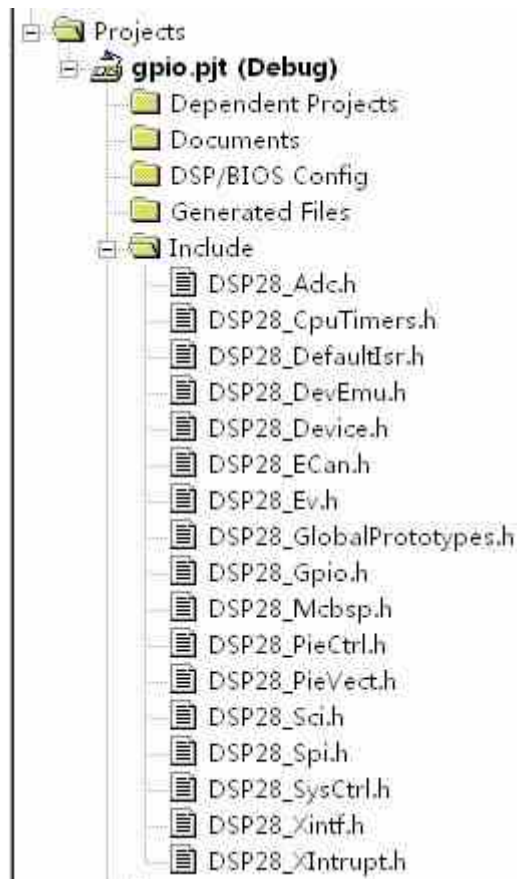 Projects
gpio.pjt (Debug)
Dependent Projects
Documents
DSP/BIOS Config
Generated Files
Include
DSP28_Adc.h
DSP28_CpuTimers.h
DSP28_DefaultIsr.h
DSP28_DevEmu.h
DSP28_Device.h
DSP28_ECan.h
DSP28_Ev.h
DSP28_GlobalPrototypes.h
DSP28_Gpio.h
DSP28_Mcbsp.h
DSP28_PieCtrl.h
DSP28_PieVect.h
DSP28_Sci.h
DSP28_Spi.h
DSP28_SysCtrl.h
DSP28_Xintf.h
DSP28_XIntrupt.h